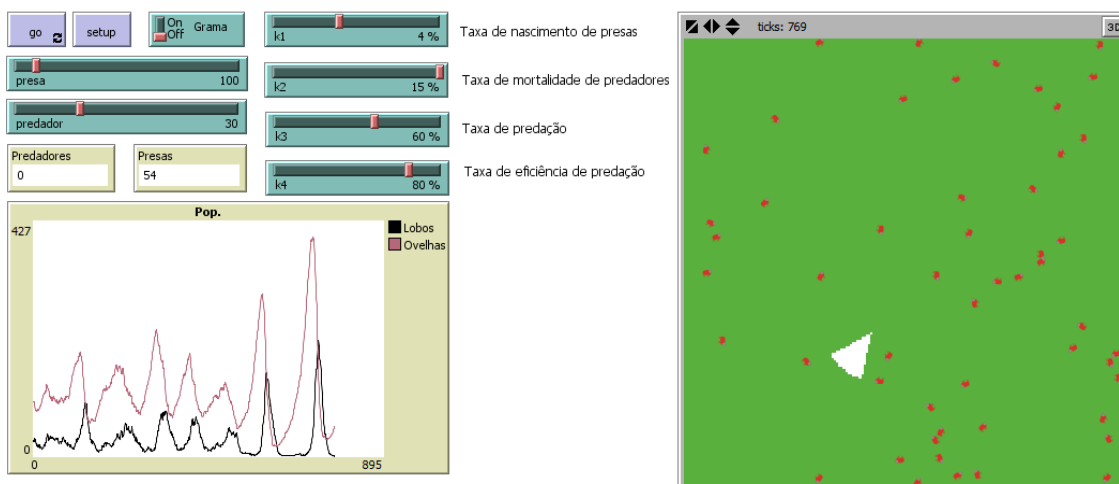 go
setup
On
Off
Grama
k1
4 %
Taxa de nascimento de presas
presa
100
k2
15 %
Taxa de mortalidade de predadores
predador
30
k3
60 %
Taxa de predação
Predadores
0
Presas
54
k4
80 %
Taxa de eficiência de predação
Pop.
427
0
0
895
Lobos
Ovelhas
ticks: 769
3D